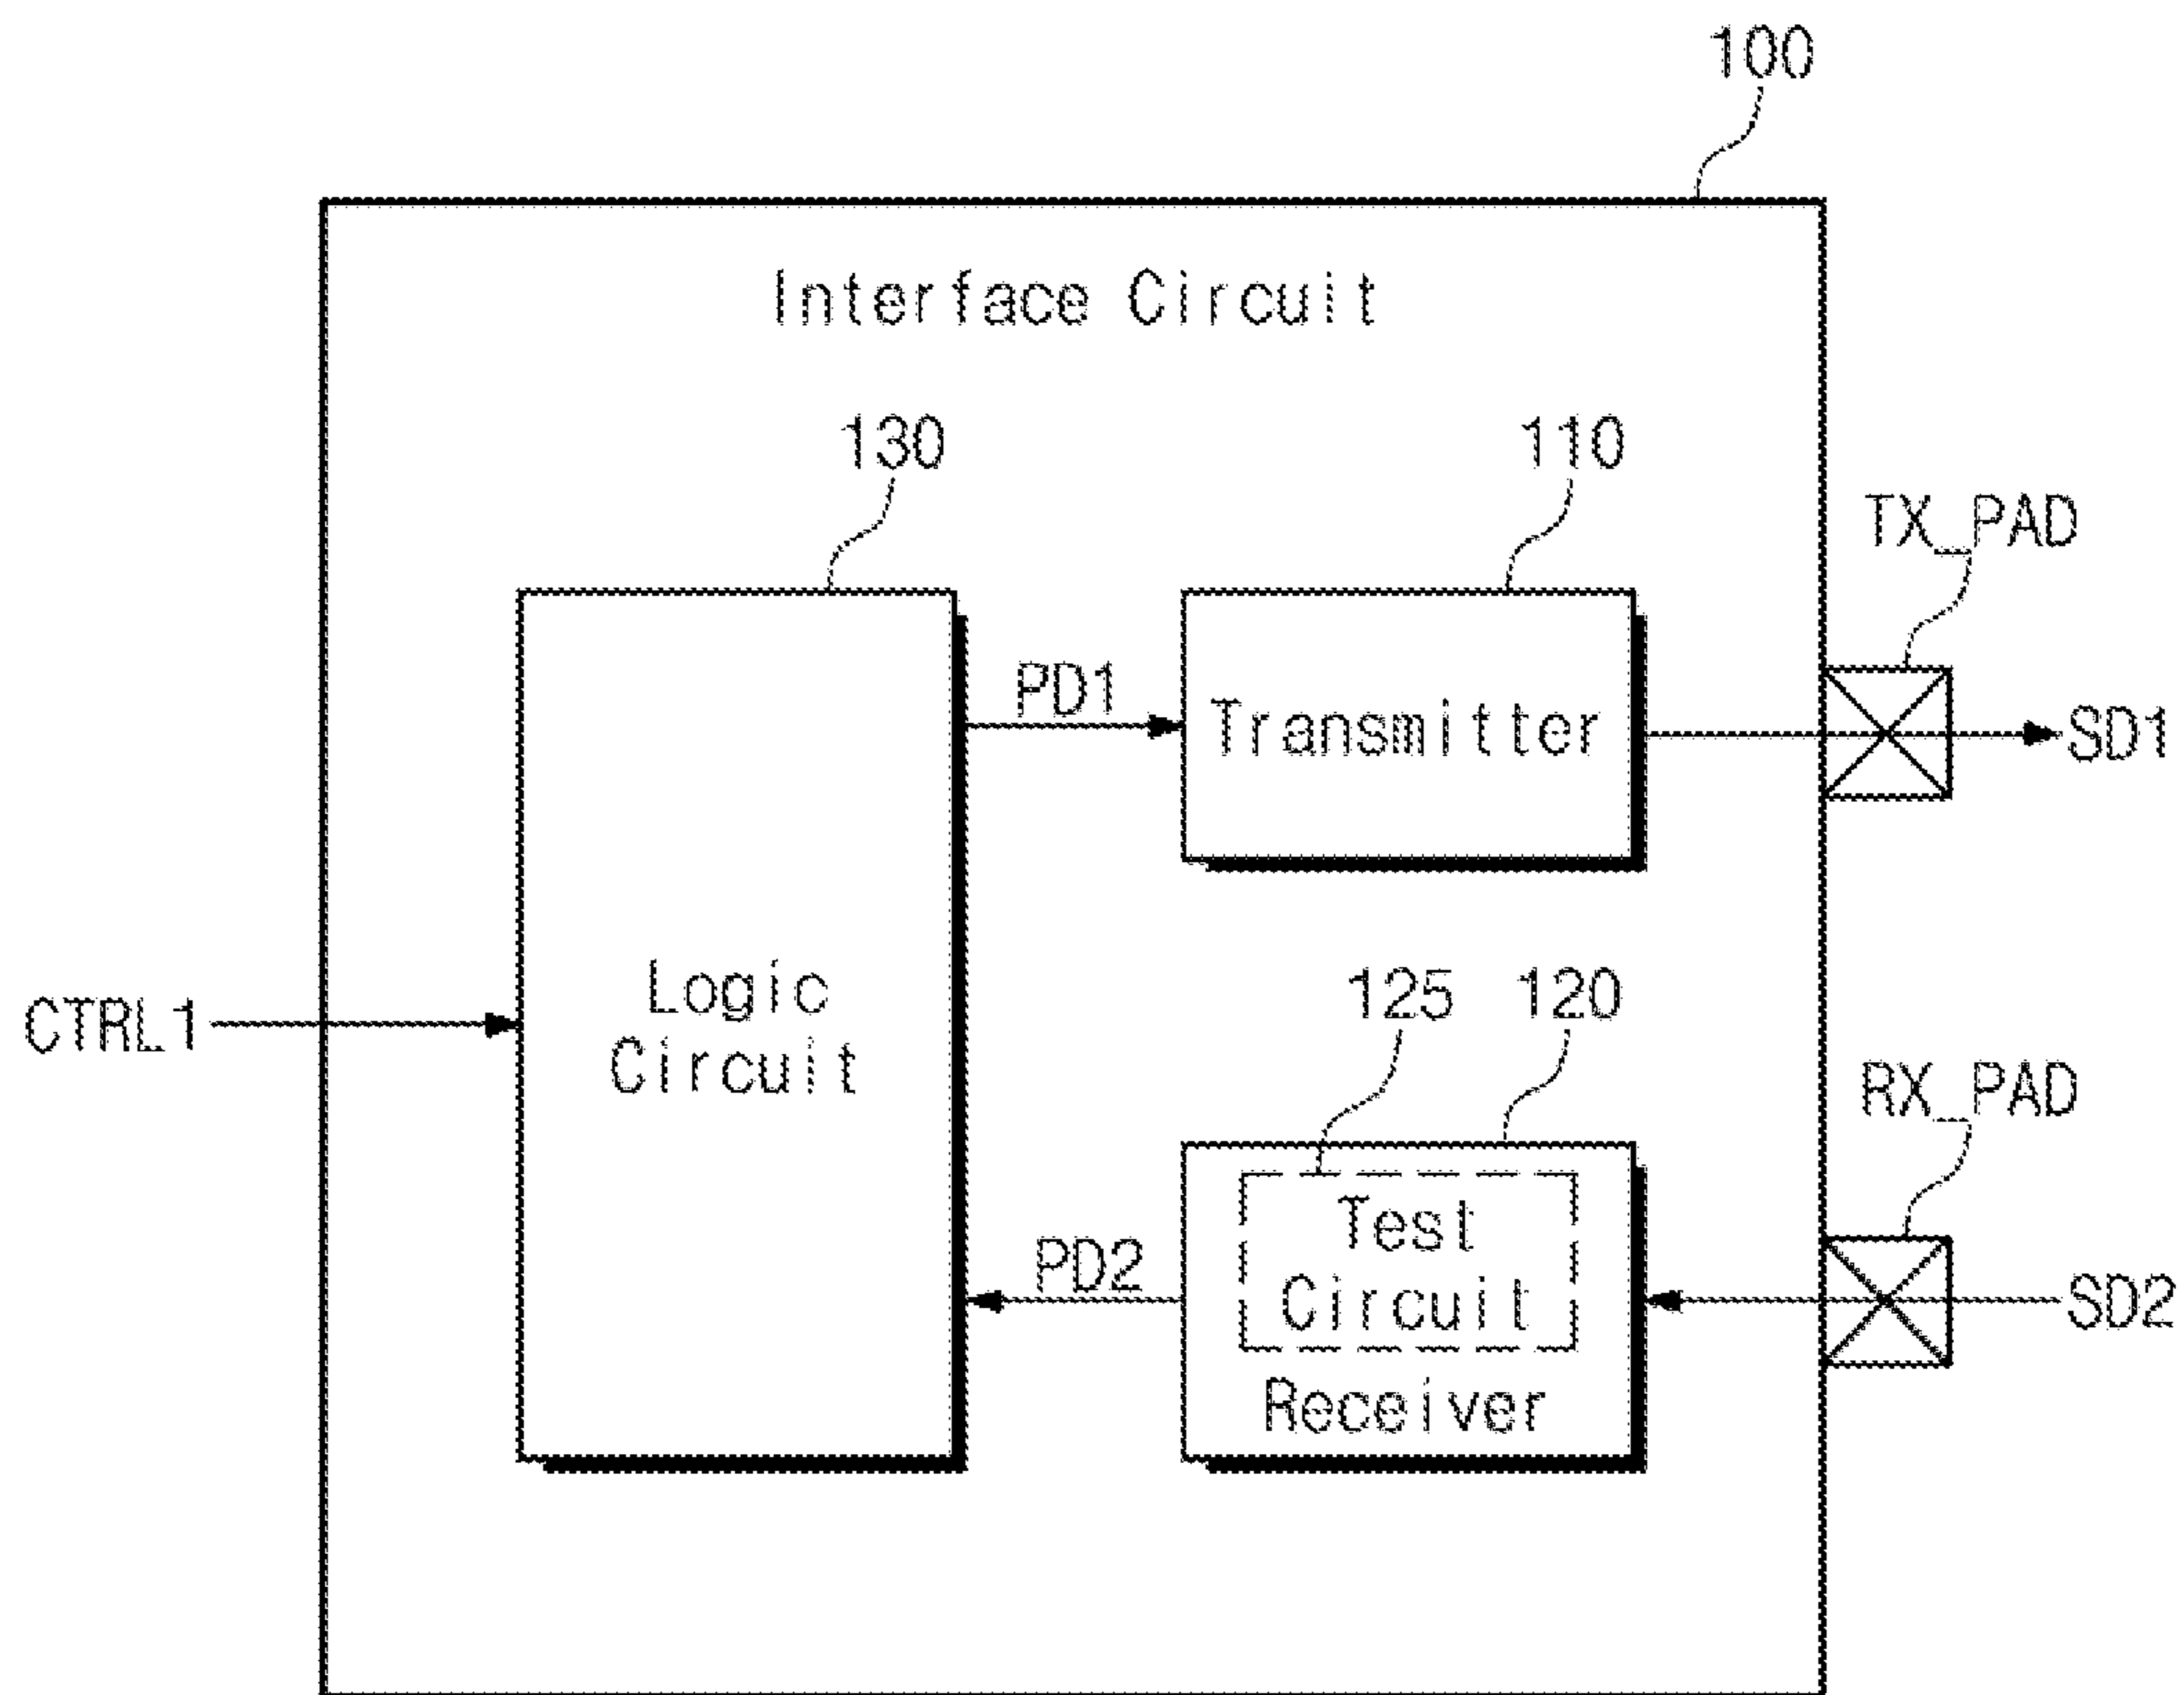 100
Interface Circuit
130
110
TX_PAD
PD1
Transmitter
SD1
Logic
Circuit
CTRL1
125
120
RX_PAD
Test
Circuit
PD2
SD2
Receiver